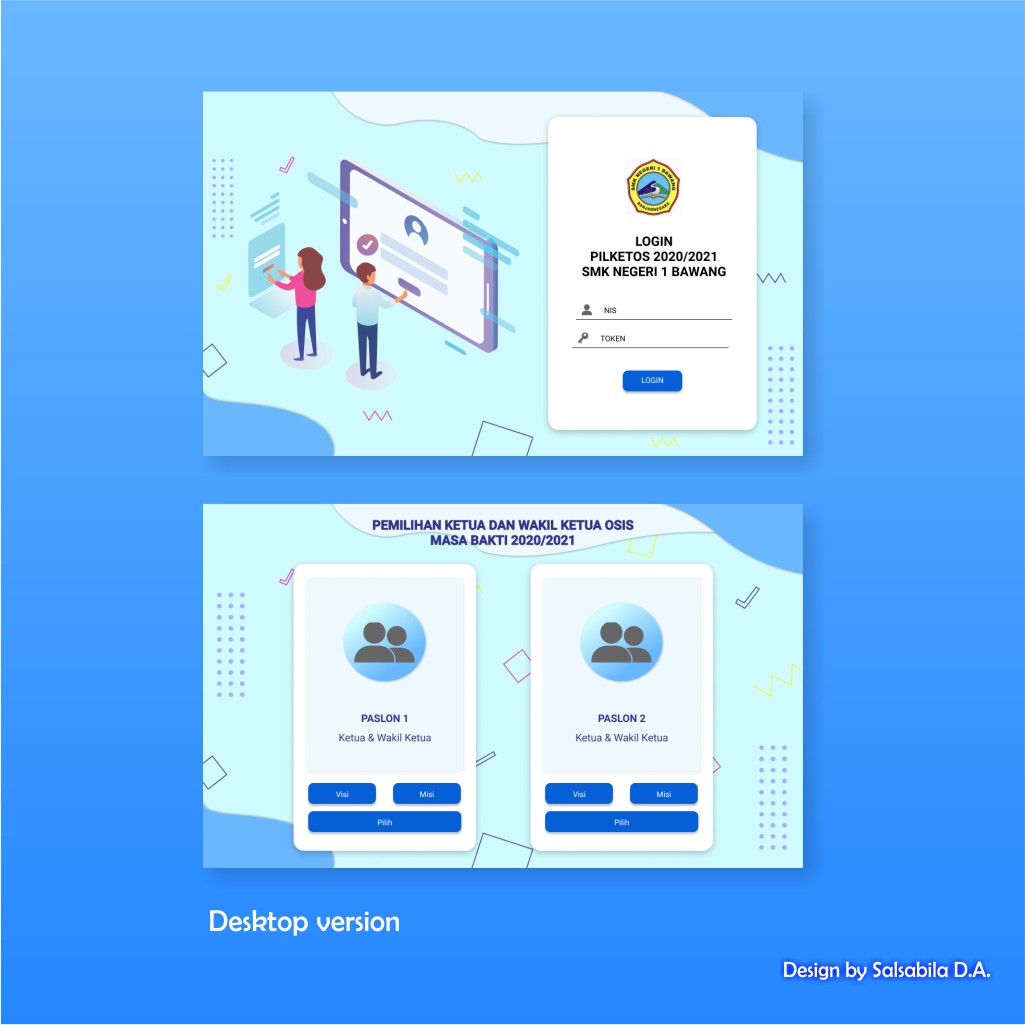 SMK NEGERI 1 BAWANG
BANJARNEGARA
LOGIN
PILKETOS 2020/2021
SMK NEGERI 1 BAWANG
NIS
TOKEN
LOGIN
PEMILIHAN KETUA DAN WAKIL KETUA OSIS
MASA BAKTI 2020/2021
PASLON 1
Ketua & Wakil Ketua
Visi
Misi
Pilih
PASLON 2
Ketua & Wakil Ketua
Visi
Misi
Pilih
Desktop version
Design by Salsabila D.A.